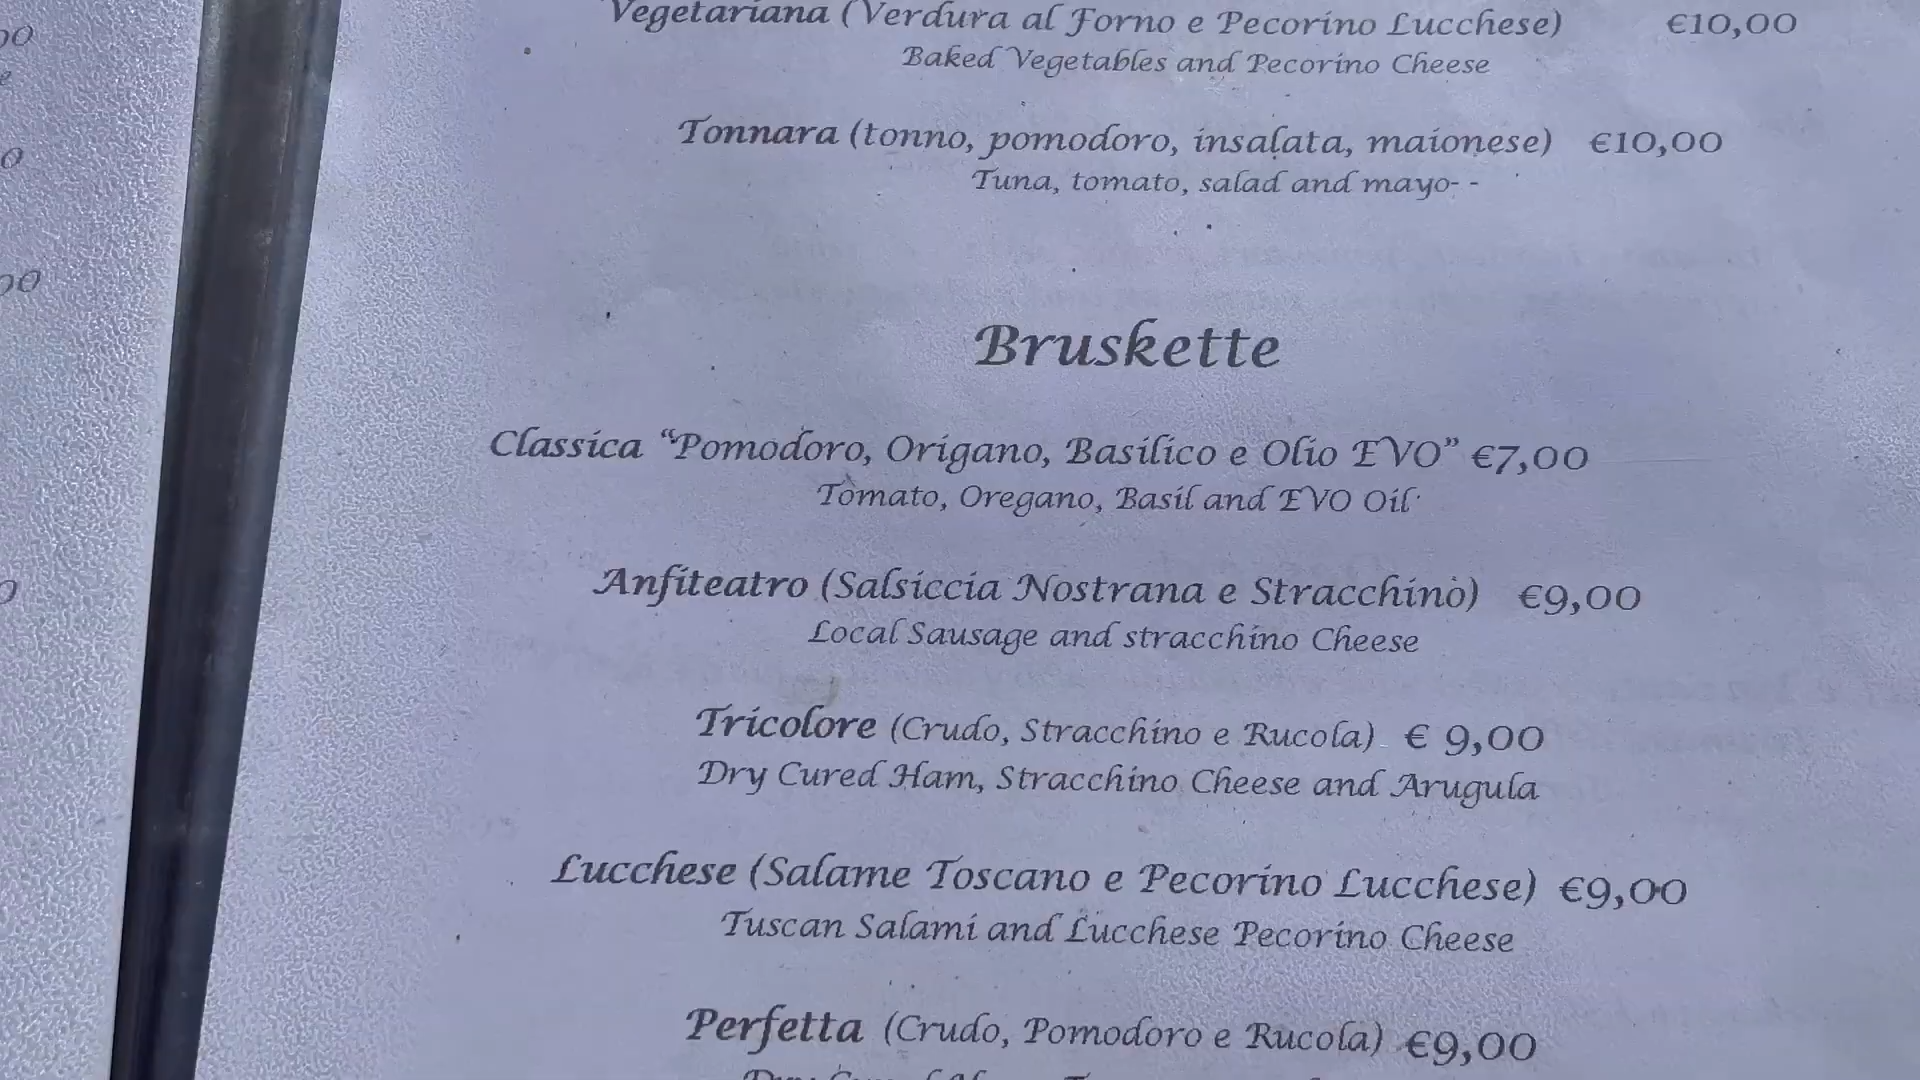 Vegetariana (Verdura al Forno e Pecorino Lucchese) €10,00
Baked Vegetables and Pecorino Cheese
Tonnara (tonno, pomodoro, insalata, maionese) €10,00
Tuna, tomato, salad and mayo- -
Bruskette
Classica “Pomodoro, Origano, Basilico e Olio EVO” €7,00
Tomato, Oregano, Basil and EVO Oil
Anfiteatro (Salsiccia Nostrana e Stracchino) €9,00
Local Sausage and stracchino Cheese
Tricolore (Crudo, Stracchino e Rucola) € 9,00
Dry Cured Ham, Stracchino Cheese and Arugula
Lucchese (Salame Toscano e Pecorino Lucchese) €9,00
Tuscan Salami and Lucchese Pecorino Cheese
Perfetta (Crudo, Pomodoro e Rucola) €9,00